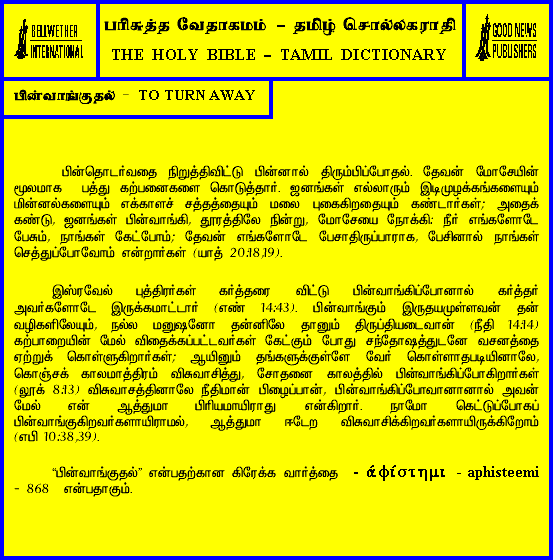 BELLWETHER
INTERNATIONAL
பரிசுத்த வேதாகமம் – தமிழ் சொல்லகராதி
THE HOLY BIBLE – TAMIL DICTIONARY
GOOD NEWS
PUBLISHERS
பின்வாங்குதல் - TO TURN AWAY
பின்தொடர்வதை நிறுத்திவிட்டு பின்னால் திரும்பிப்போதல். தேவன் மோசேயின்
மூலமாக பத்து கற்பனைகளை கொடுத்தார். ஜனங்கள் எல்லாரும் இடிமுழக்கங்களையும்
மின்னல்களையும் எக்காளச் சத்தத்தையும் மலை புகைகிறதையும் கண்டார்கள்; அதைக்
கண்டு, ஜனங்கள் பின்வாங்கி, தூரத்திலே நின்று, மோசேயை நோக்கி: நீர் எங்களோடே
பேசும், நாங்கள் கேட்போம்; தேவன் எங்களோடே பேசாதிருப்பாராக, பேசினால் நாங்கள்
செத்துப்போவோம் என்றார்கள் (யாத் 20:18,19).
இஸ்ரவேல் புத்திரர்கள் கர்த்தரை விட்டு பின்வாங்கிப்போனால் கர்த்தர்
அவர்களோடே இருக்கமாட்டார் (எண் 14:43). பின்வாங்கும் இருதயமுள்ளவன் தன்
வழிகளிலேயும், நல்ல மனுஷனோ தன்னிலே தானும் திருப்தியடைவான் (நீதி 14:14)
கற்பாறையின் மேல் விதைக்கப்பட்டவர்கள் கேட்கும் போது சந்தோஷத்துடனே வசனத்தை
ஏற்றுக் கொள்ளுகிறார்கள்; ஆயினும் தங்களுக்குள்ளே வேர் கொள்ளாதபடியினாலே,
கொஞ்சக் காலமாத்திரம் விசுவாசித்து, சோதனை காலத்தில் பின்வாங்கிப்போகிறார்கள்
(லூக் 8:13) விசுவாசத்தினாலே நீதிமான் பிழைப்பான், பின்வாங்கிப்போவானானால் அவன்
மேல் என் ஆத்துமா பிரியமாயிராது என்கிறார். நாமோ கெட்டுப்போகப்
பின்வாங்குகிறவர்களாயிராமல், ஆத்துமா ஈடேற விசுவாசிக்கிறவர்களாயிருக்கிறோம்
(எபி 10:38,39).
“பின்வாங்குதல்” என்பதற்கான கிரேக்க வார்த்தை - ἀφίστημι - aphisteemi
- 868 என்பதாகும்.